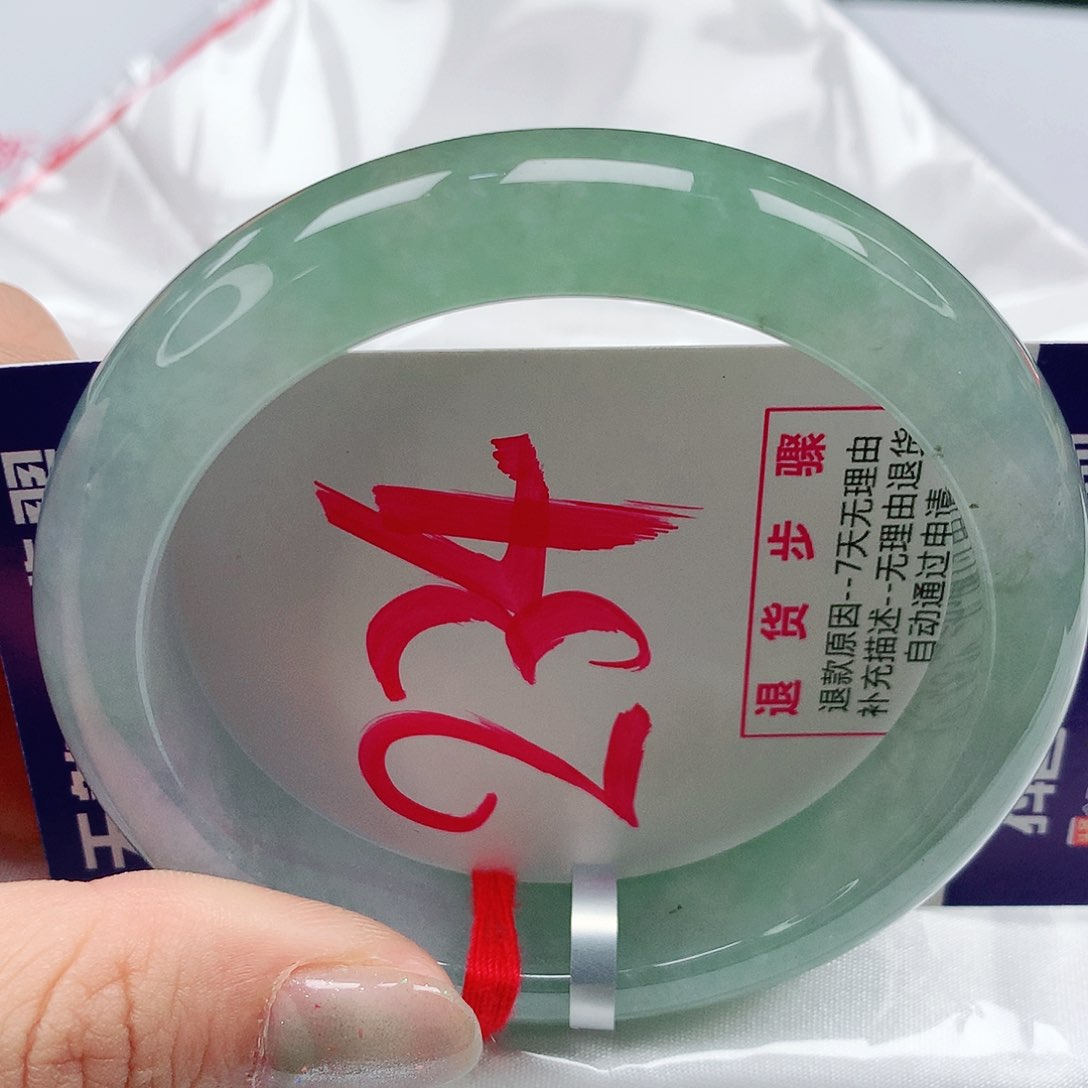 234
退货步骤
退款原因--7天无理由
补充描述--无理由退货
自动通过申请